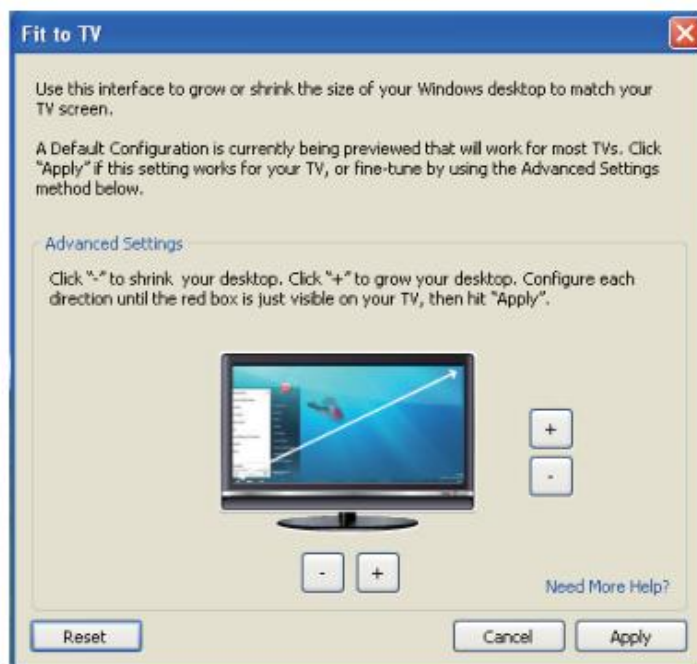 Fit to TV
Use this interface to grow or shrink the size of your Windows desktop to match your
TV screen.
A Default Configuration is currently being previewed that will work for most TVs. Click
"Apply" if this setting works for your TV, or fine-tune by using the Advanced Settings
method below.
Advanced Settings
Click "-" to shrink your desktop. Click "+" to grow your desktop. Configure each
direction until the red box is just visible on your TV, then hit "Apply".
+
-
- +
Need More Help?
Reset Cancel Apply